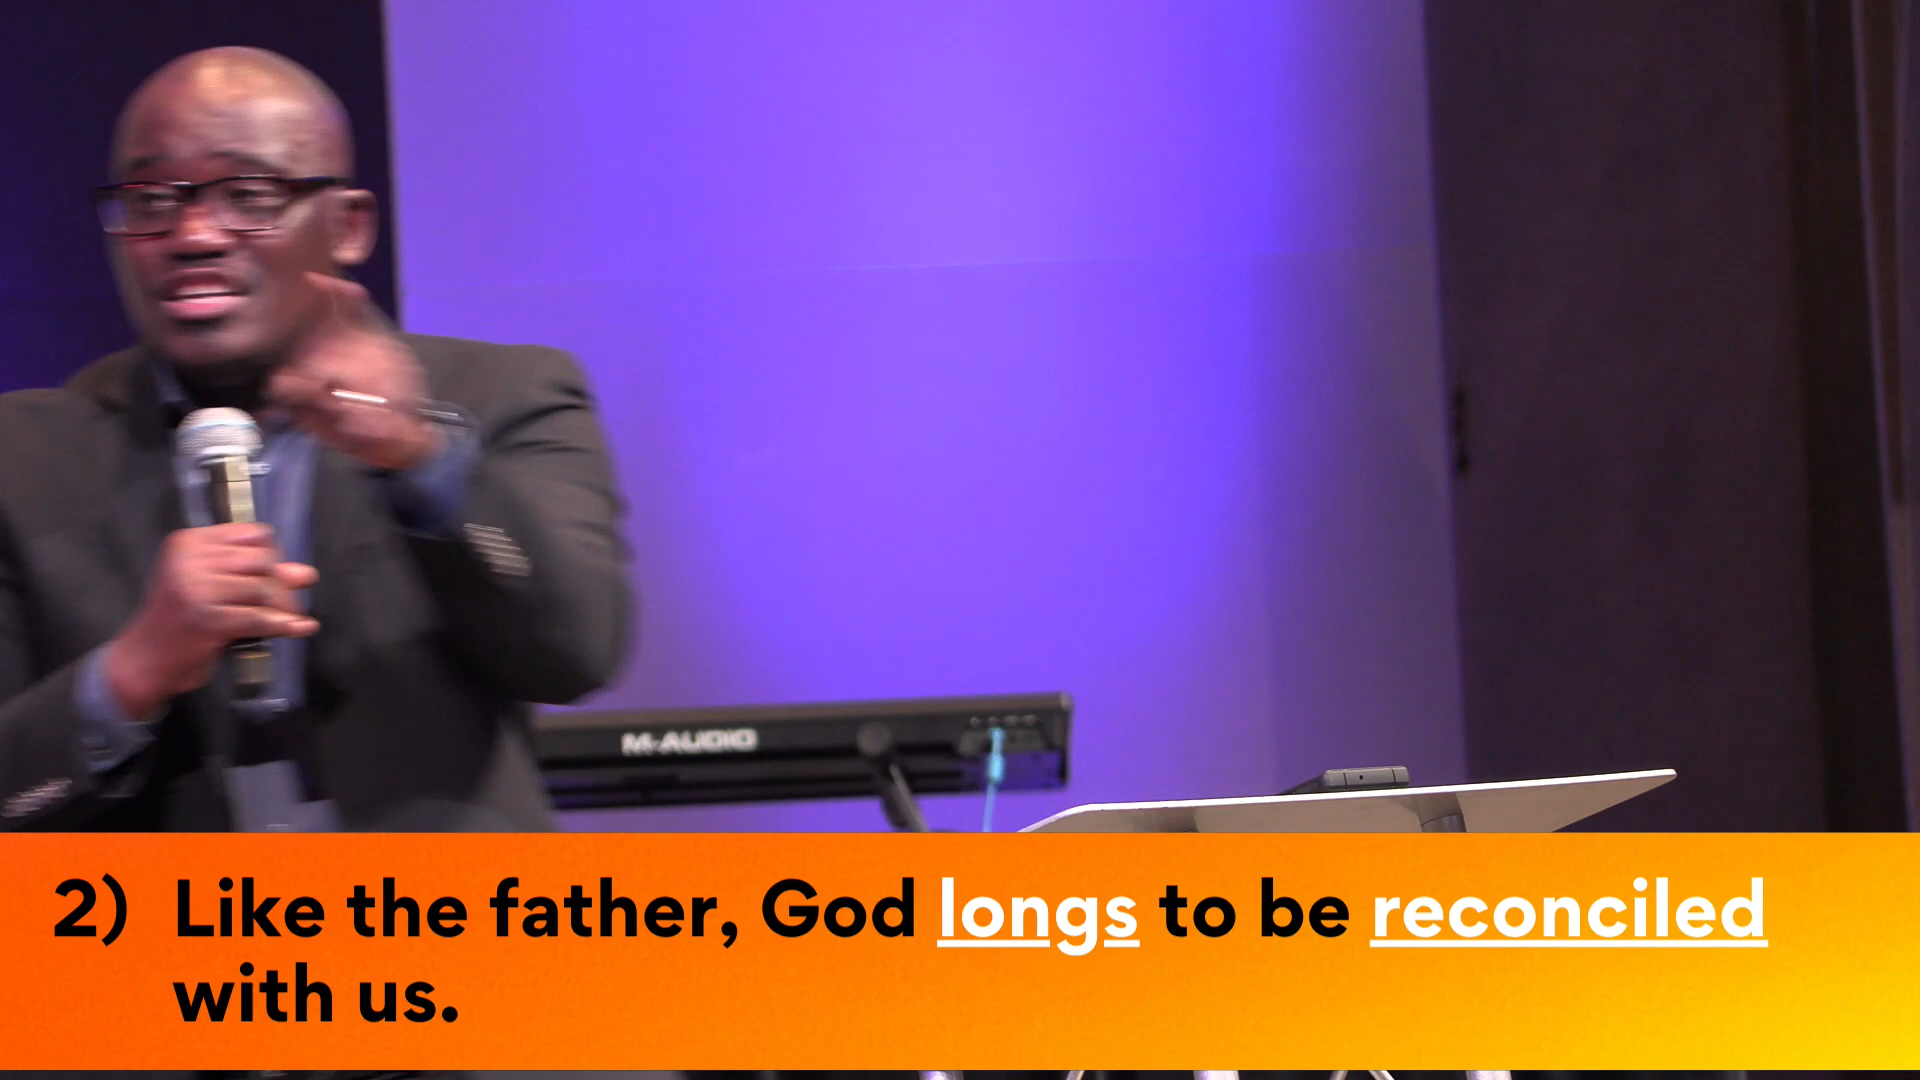 M-AUDIO
2) Like the father, God longs to be reconciled
with us.